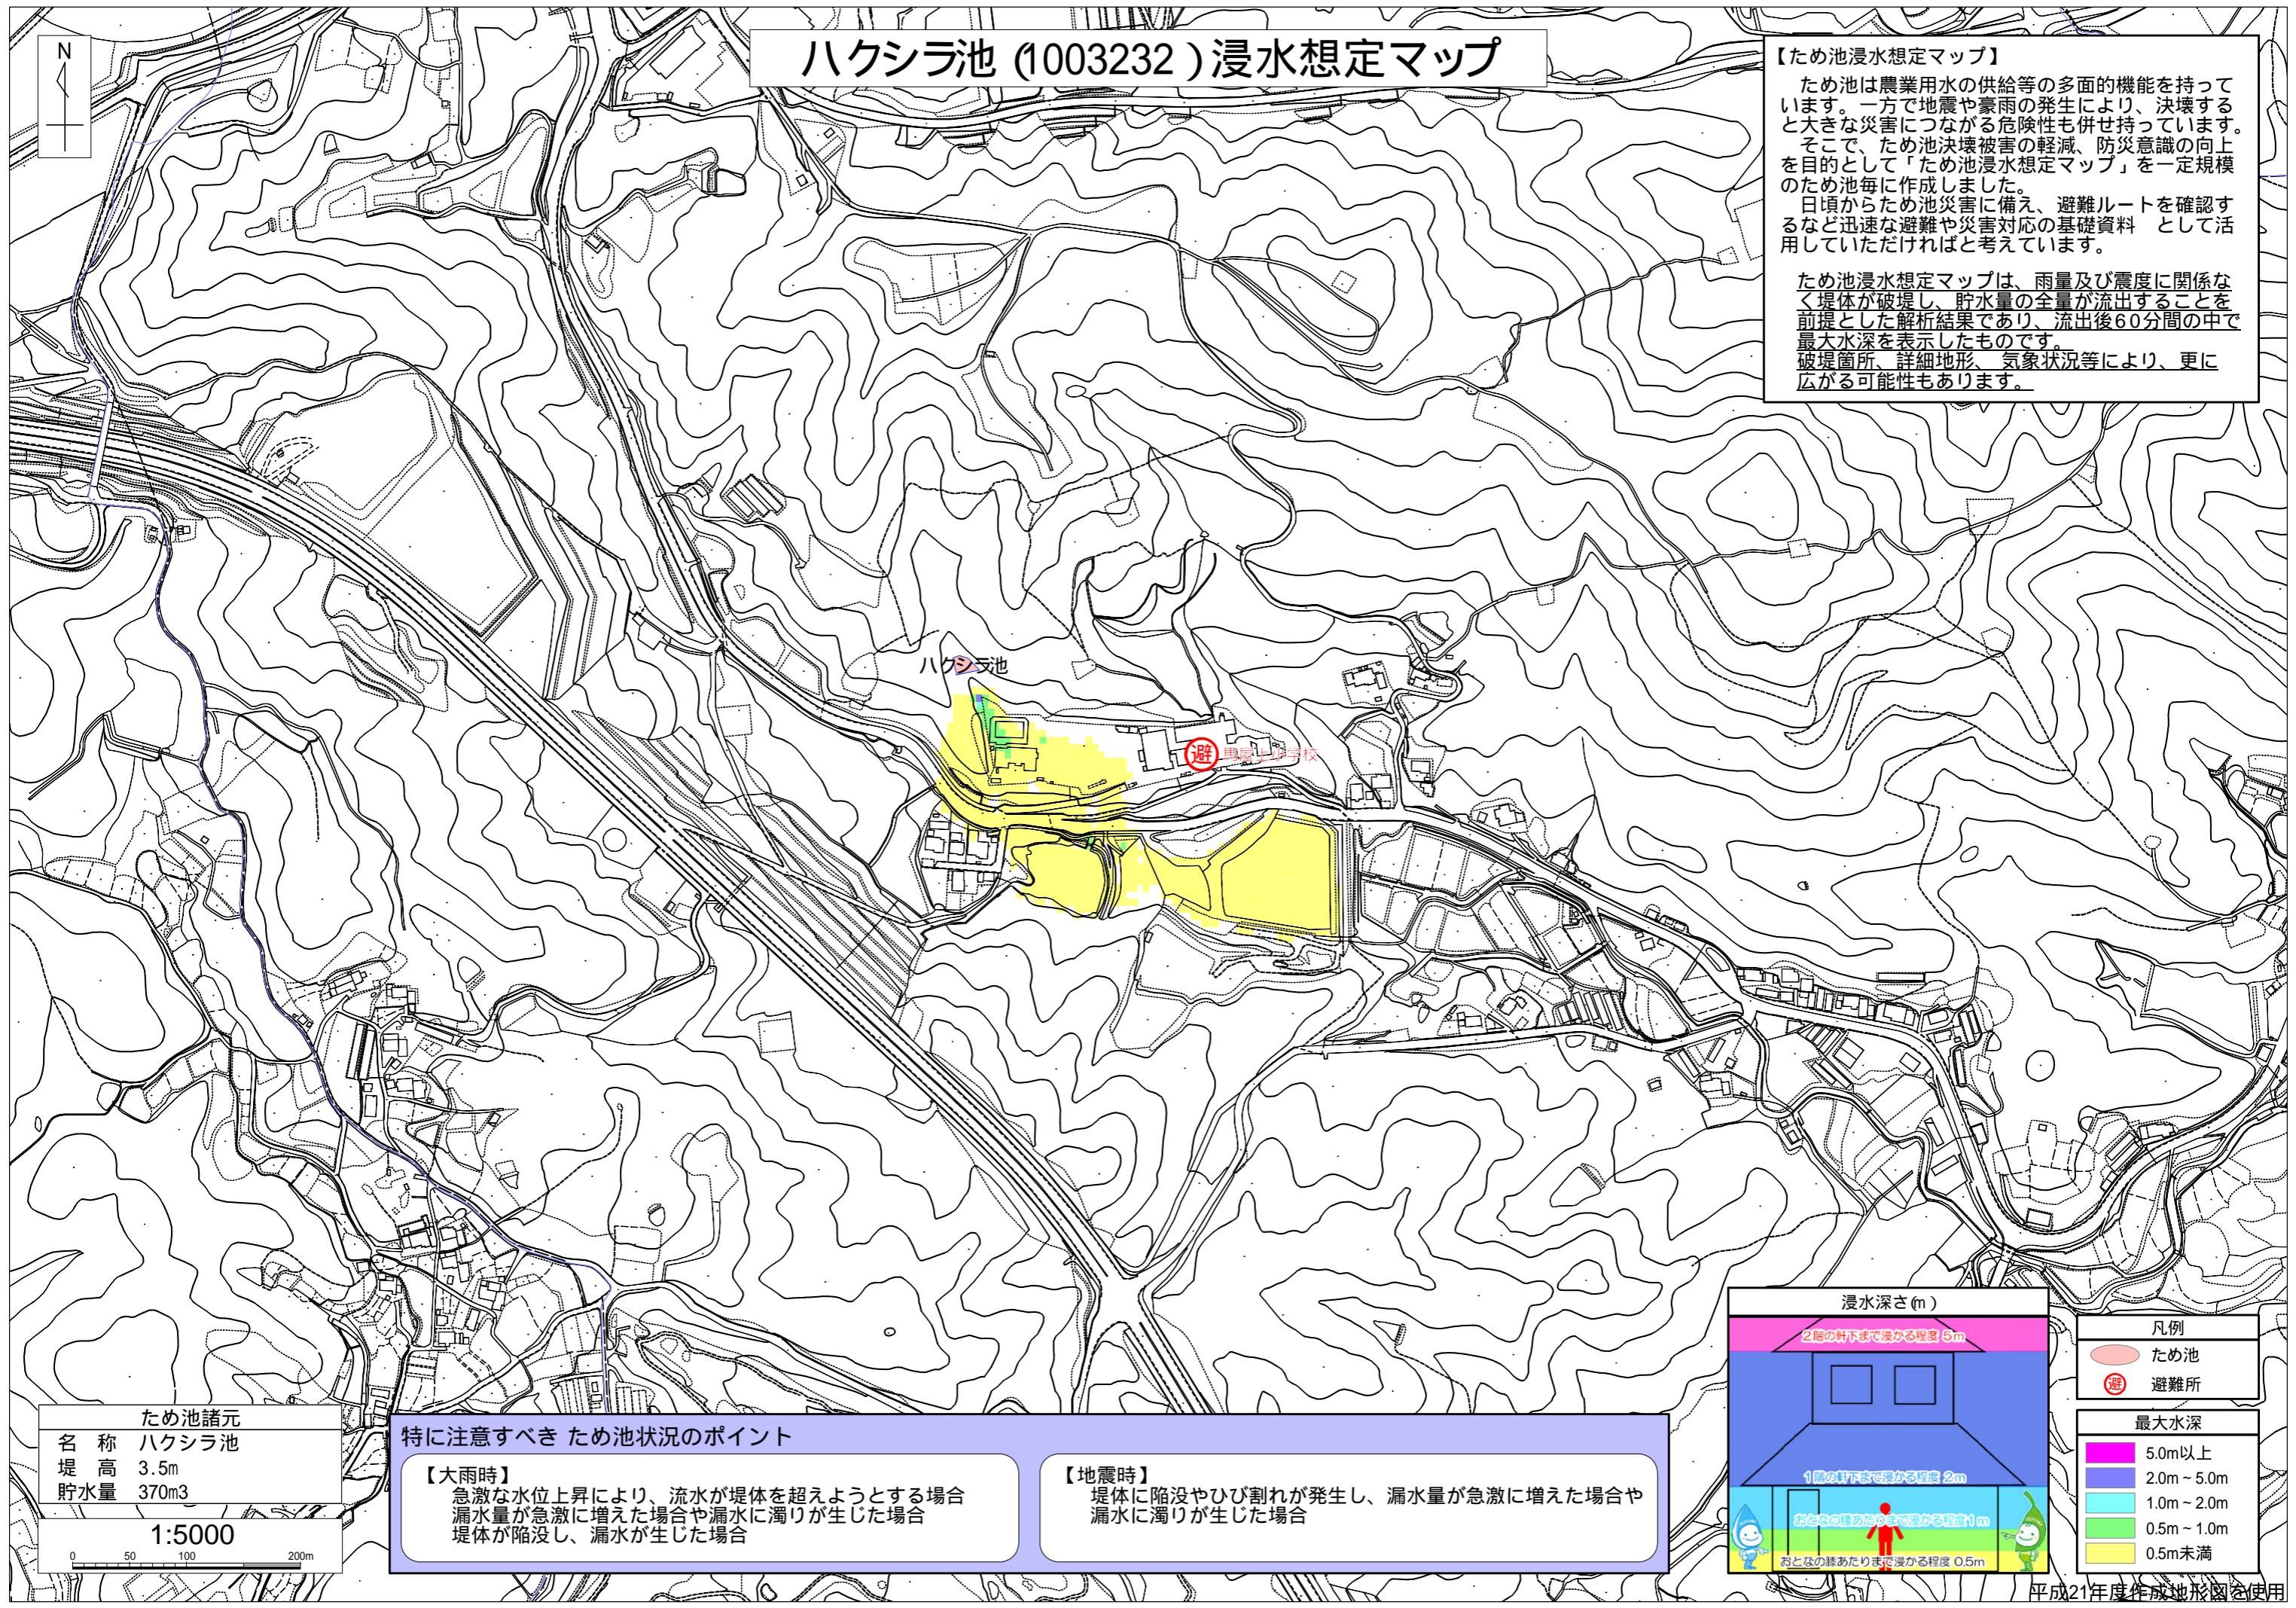 ハクシラ池 (1003232)浸水想定マップ
N
【ため池浸水想定マップ】
ため池は農業用水の供給等の多面的機能を持って
います。一方で地震や豪雨の発生により、決壊する
と大きな災害につながる危険性も併せ持っています。
そこで、ため池決壊被害の軽減、防災意識の向上
を目的として「ため池浸水想定マップ」を一定規模
のため池毎に作成しました。
日頃からため池災害に備え、避難ルートを確認す
るなど迅速な避難や災害対応の基礎資料　として活
用していただければと考えています。
ため池浸水想定マップは、雨量及び震度に関係な
く堤体が破堤し、貯水量の全量が流出することを
前提とした解析結果であり、流出後60分間の中で
最大水深を表示したものです。
破堤箇所、詳細地形、気象状況等により、更に
広がる可能性もあります。
ハクシラ池
避 馬屋上小学校
ため池諸元
名　称　ハクシラ池
堤　高　3.5m
貯水量　370m3
1:5000
0 50 100 200m
特に注意すべき ため池状況のポイント
【大雨時】
急激な水位上昇により、流水が堤体を超えようとする場合
漏水量が急激に増えた場合や漏水に濁りが生じた場合
堤体が陥没し、漏水が生じた場合
【地震時】
堤体に陥没やひび割れが発生し、漏水量が急激に増えた場合や
漏水に濁りが生じた場合
浸水深さ(m)
2階の軒下まで浸かる程度 5m
1階の軒下まで浸かる程度 2m
おとなの腰あたりまで浸かる程度1m
おとなの膝あたりまで浸かる程度 0.5m
凡例
ため池
避 避難所
最大水深
5.0m以上
2.0m～5.0m
1.0m～2.0m
0.5m～1.0m
0.5m未満
平成21年度作成地形図を使用